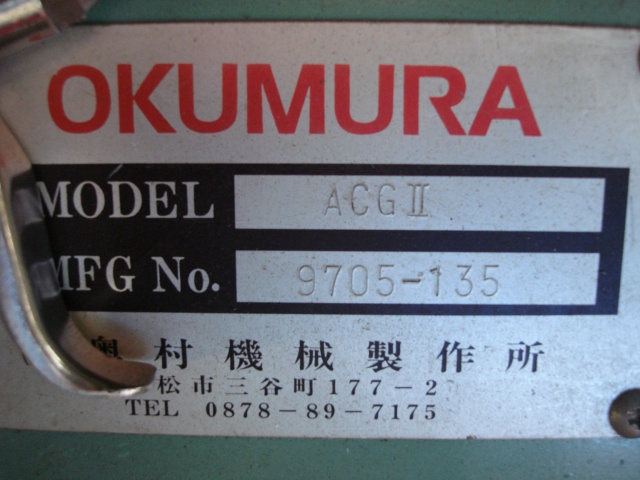 OKUMURA
MODEL ACGⅡ
MFG No. 9705-135
奥村機械製作所
松市三谷町177-2
TEL 0878-89-7175